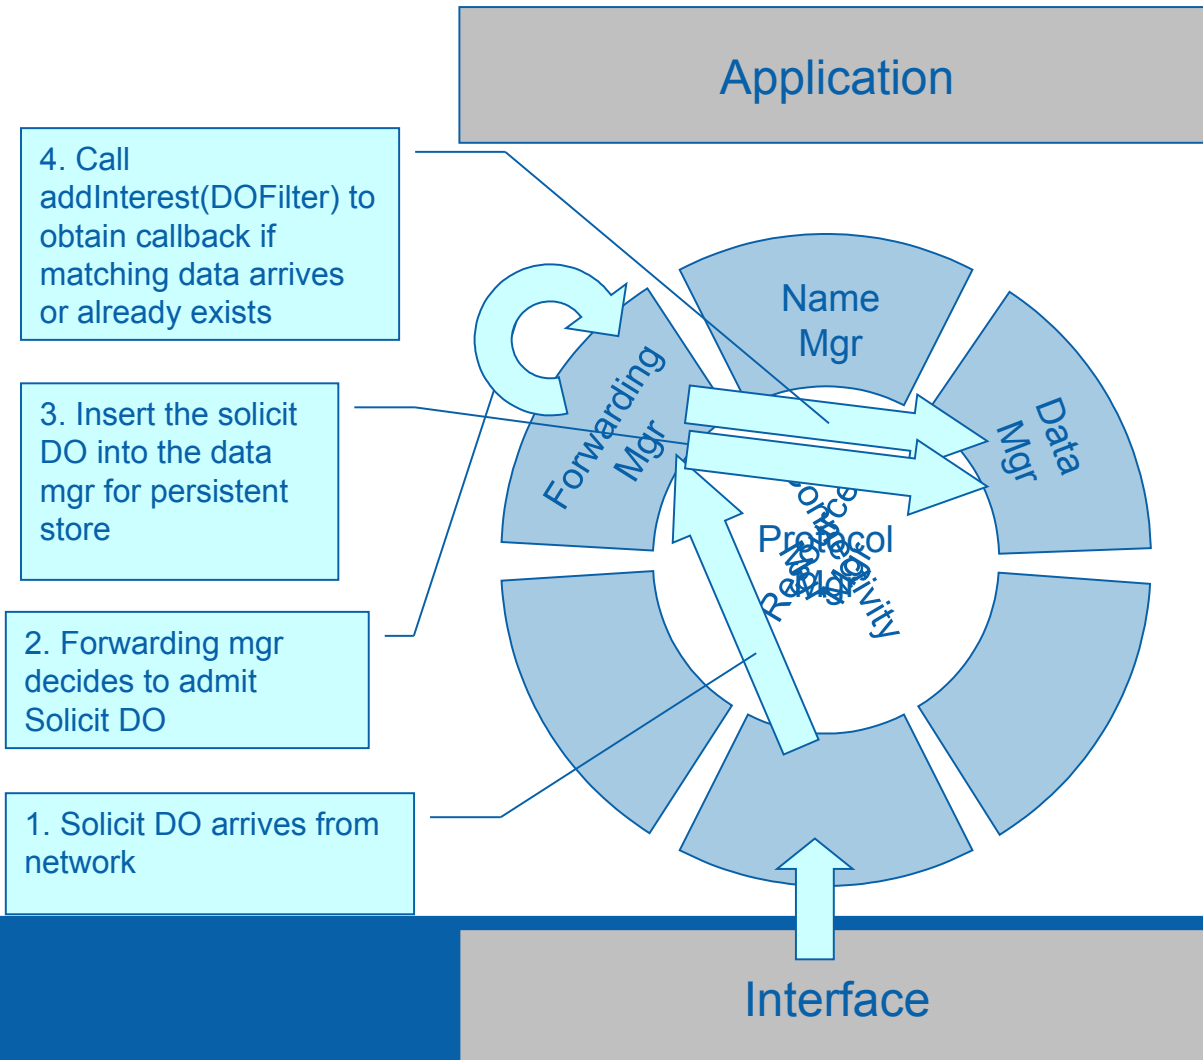 Application
4. Call
addInterest(DOFilter) to
obtain callback if
matching data arrives
or already exists
Name
Mgr
Forwarding
Mgr
Data
Mgr
3. Insert the solicit
DO into the data
mgr for persistent
store
Protocol
Mgr
2. Forwarding mgr
decides to admit
Solicit DO
1. Solicit DO arrives from
network
Interface